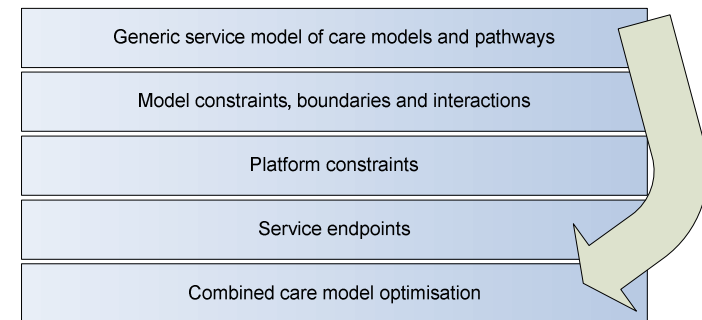 Generic service model of care models and pathways
Model constraints, boundaries and interactions
Platform constraints
Service endpoints
Combined care model optimisation